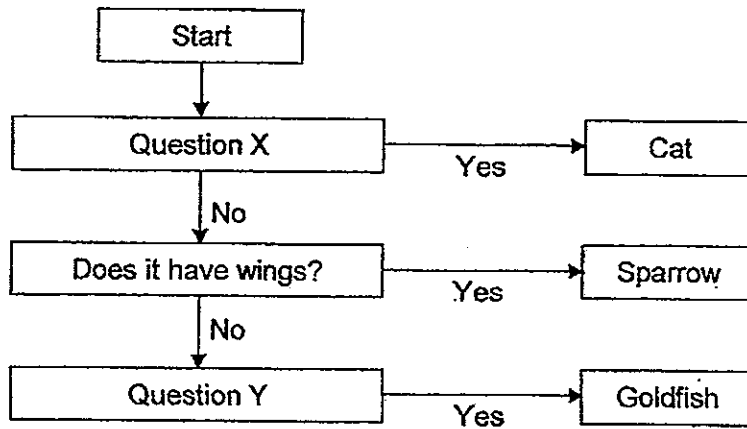 Start
Question X
Yes
Cat
No
Does it have wings?
Yes
Sparrow
No
Question Y
Yes
Goldfish